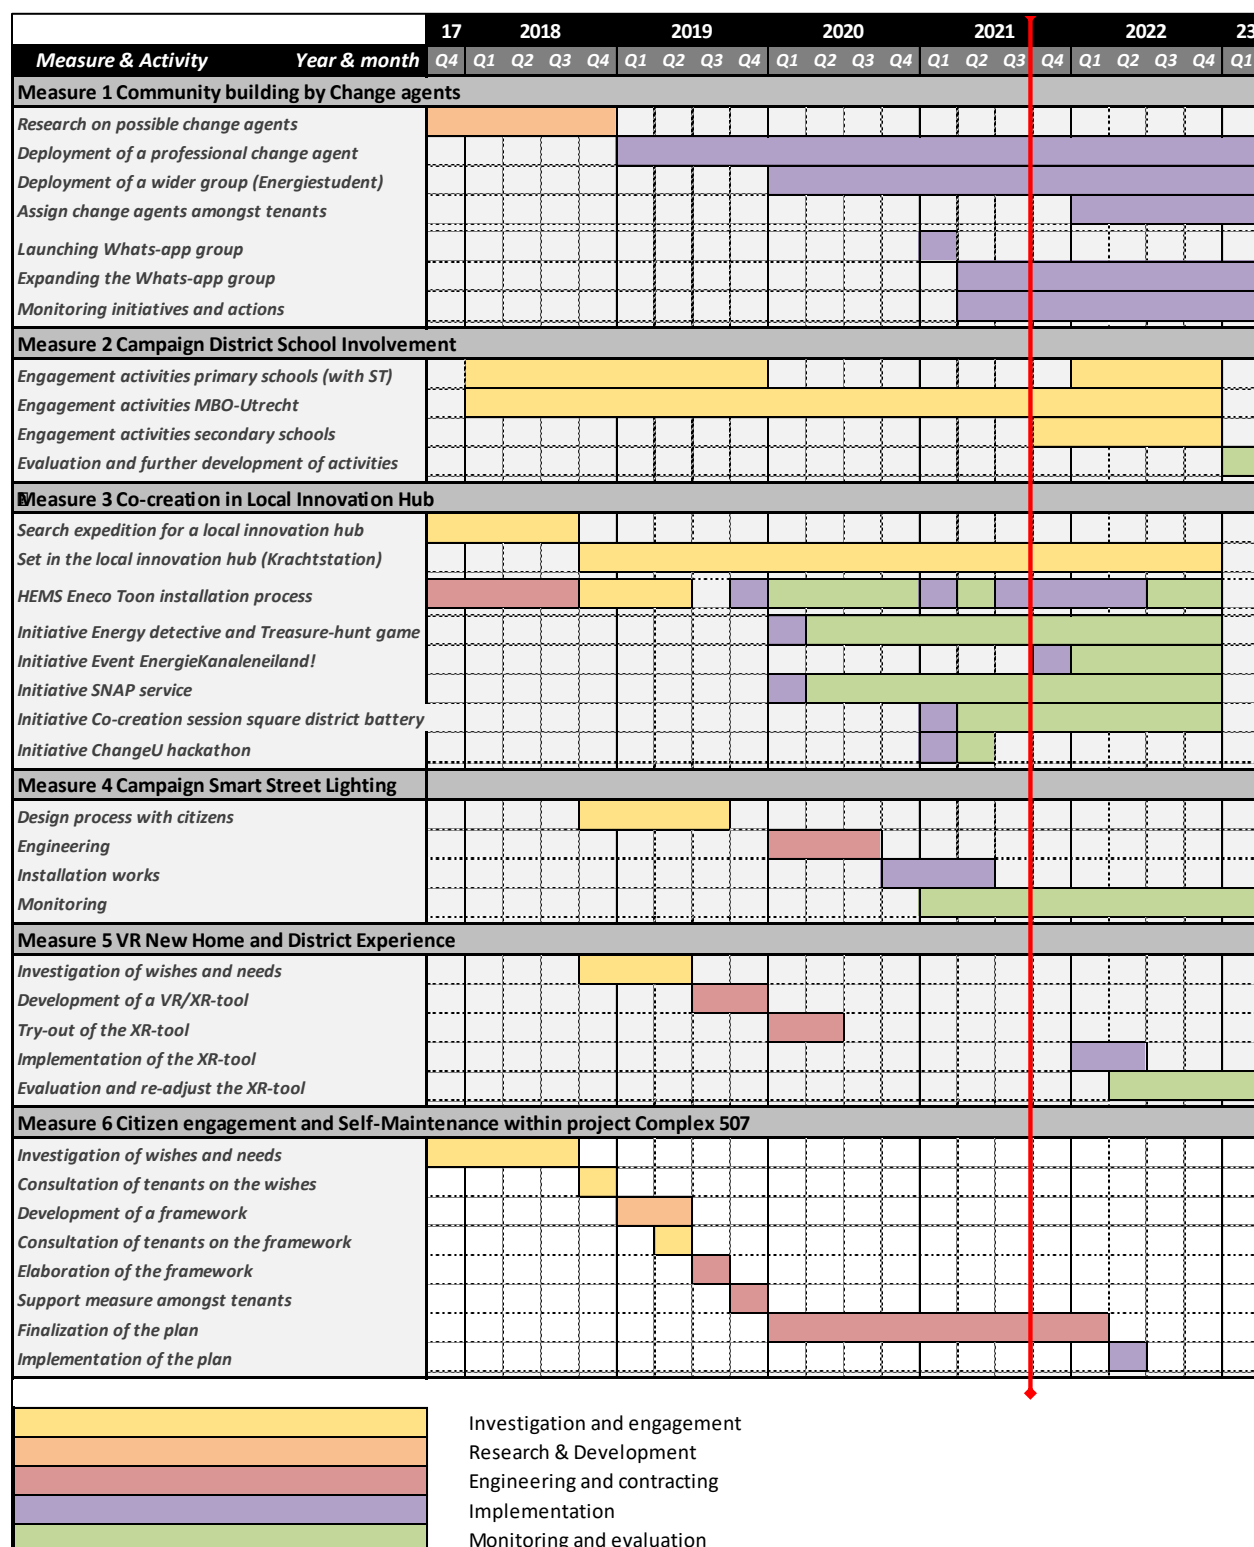 17 2018 2019 2020 2021 2022 23
Measure & Activity Year & month Q4 Q1 Q2 Q3 Q4 Q1 Q2 Q3 Q4 Q1 Q2 Q3 Q4 Q1 Q2 Q3 Q4 Q1 Q2 Q3 Q4 Q1
Measure 1 Community building by Change agents
Research on possible change agents
Deployment of a professional change agent
Deployment of a wider group (Energiestudent)
Assign change agents amongst tenants
Launching Whats-app group
Expanding the Whats-app group
Monitoring initiatives and actions
Measure 2 Campaign District School Involvement
Engagement activities primary schools (with ST)
Engagement activities MBO-Utrecht
Engagement activities secondary schools
Evaluation and further development of activities
Measure 3 Co-creation in Local Innovation Hub
Search expedition for a local innovation hub
Set in the local innovation hub (Krachtstation)
HEMS Eneco Toon installation process
Initiative Energy detective and Treasure-hunt game
Initiative Event EnergieKanaleneiland!
Initiative SNAP service
Initiative Co-creation session square district battery
Initiative ChangeU hackathon
Measure 4 Campaign Smart Street Lighting
Design process with citizens
Engineering
Installation works
Monitoring
Measure 5 VR New Home and District Experience
Investigation of wishes and needs
Development of a VR/XR-tool
Try-out of the XR-tool
Implementation of the XR-tool
Evaluation and re-adjust the XR-tool
Measure 6 Citizen engagement and Self-Maintenance within project Complex 507
Investigation of wishes and needs
Consultation of tenants on the wishes
Development of a framework
Consultation of tenants on the framework
Elaboration of the framework
Support measure amongst tenants
Finalization of the plan
Implementation of the plan
Investigation and engagement
Research & Development
Engineering and contracting
Implementation
Monitoring and evaluation